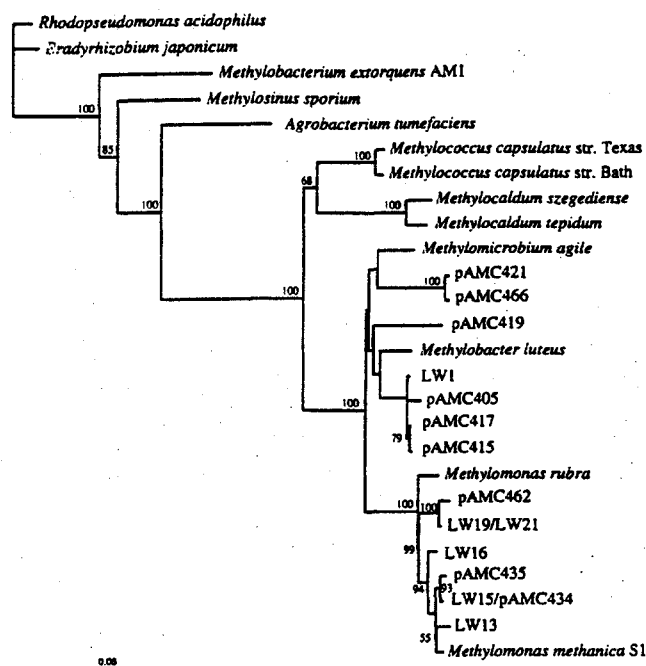 Rhodopseudomonas acidophilus
Bradyrhizobium japonicum
100
Methylobacterium extorquens AM1
85
Methylosinus sporium
100
Agrobacterium tumefaciens
100
68
100
Methylococcus capsulatus str. Texas
Methylococcus capsulatus str. Bath
100
Methylocaldum szegediense
Methylocaldum tepidum
Methylomicrobium agile
100
pAMC421
pAMC466
pAMC419
Methylobacter luteus
LW1
pAMC405
pAMC417
79
pAMC415
100
Methylomonas rubra
100
100
pAMC462
LW19/LW21
99
LW16
94
pAMC435
93
LW15/pAMC434
LW13
55
Methylomonas methanica S1